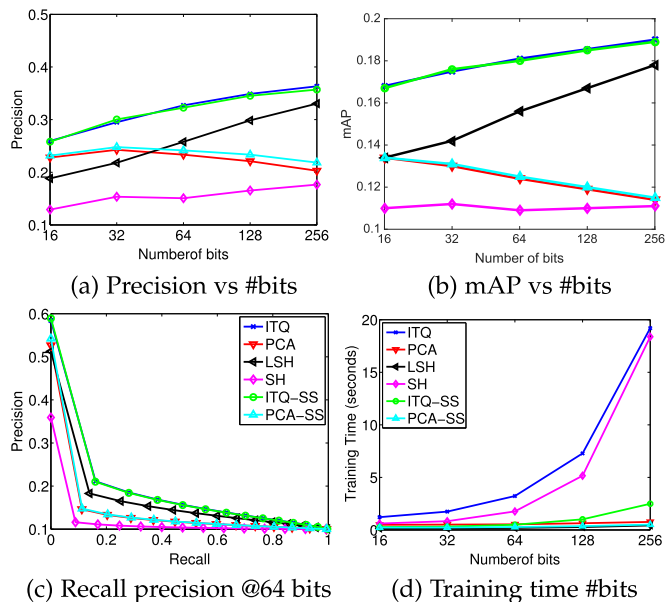 0.5
0.4
0.3
0.2
0.1
Precision
16 32 64 128 256
Numberof bits
(a) Precision vs #bits
0.2
0.18
0.16
0.14
0.12
0.1
mAP
16 32 64 128 256
Number of bits
(b) mAP vs #bits
0.6
0.5
0.4
0.3
0.2
0.1
Precision
0 0.2 0.4 0.6 0.8 1
Recall
ITQ
PCA
LSH
SH
ITQ-SS
PCA-SS
(c) Recall precision @64 bits
20
15
10
5
Training Time (seconds)
16 32 64 128 256
Numberof bits
ITQ
PCA
LSH
SH
ITQ-SS
PCA-SS
(d) Training time #bits